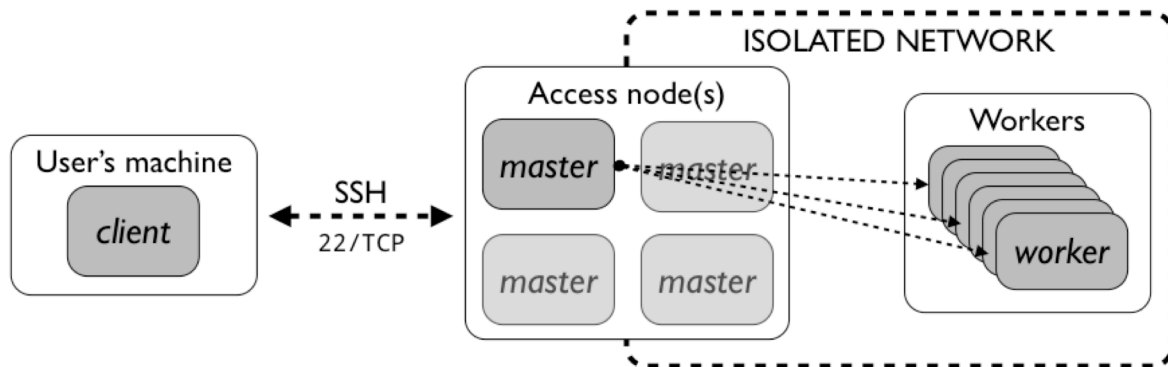 ISOLATED NETWORK
Access node(s)
Workers
User's machine
master
master
client
SSH
22/TCP
master
master
worker